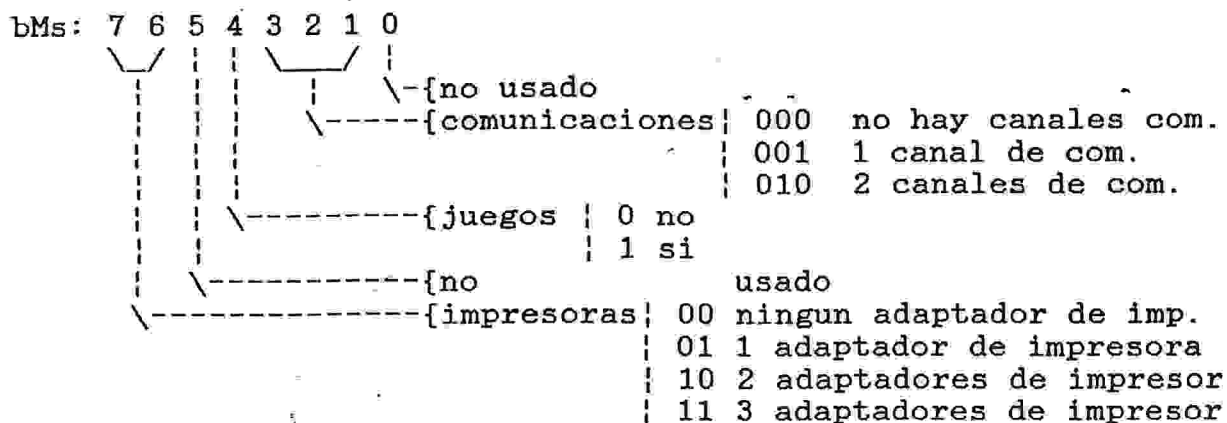 bMs: 7 6 5 4 3 2 1 0
{no usado
{comunicaciones¦ 000 no hay canales com.
¦ 001 1 canal de com.
¦ 010 2 canales de com.
{juegos ¦ 0 no
¦ 1 si
{no usado
{impresoras¦ 00 ningun adaptador de imp.
¦ 01 1 adaptador de impresora
¦ 10 2 adaptadores de impresor
¦ 11 3 adaptadores de impresor